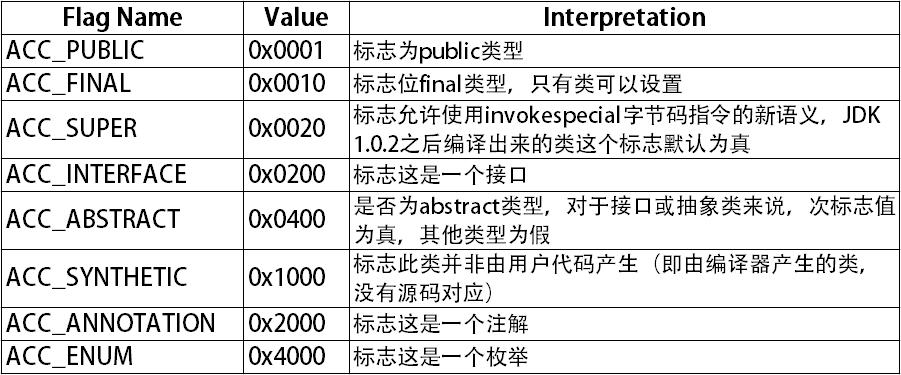 Flag Name Value Interpretation
ACC_PUBLIC 0x0001 标志为public类型
ACC_FINAL 0x0010 标志位final类型，只有类可以设置
ACC_SUPER 0x0020 标志允许使用invokespecial字节码指令的新语义，JDK
1.0.2之后编译出来的类这个标志默认为真
ACC_INTERFACE 0x0200 标志这是一个接口
ACC_ABSTRACT 0x0400 是否为abstract类型，对于接口或抽象类来说，次标志值
为真，其他类型为假
ACC_SYNTHETIC 0x1000 标志此类并非由用户代码产生（即由编译器产生的类，
没有源码对应）
ACC_ANNOTATION 0x2000 标志这是一个注解
ACC_ENUM 0x4000 标志这是一个枚举